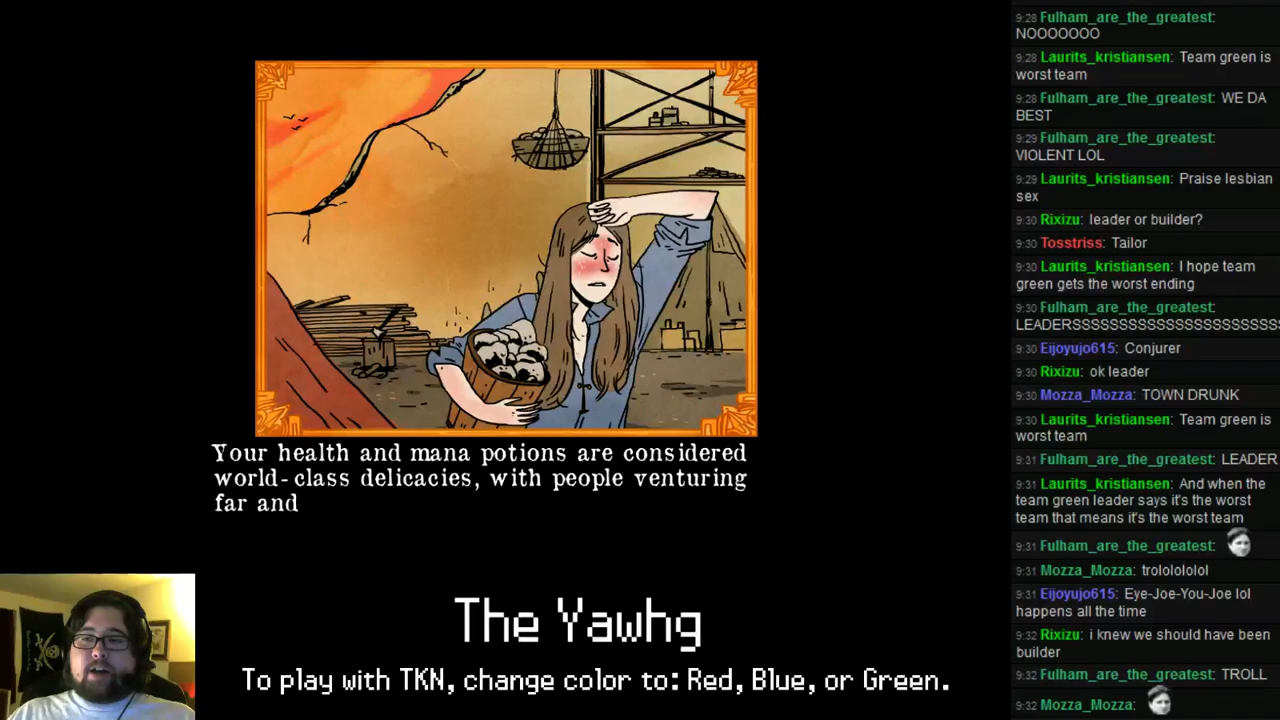 Your health and mana potions are considered
world-class delicacies, with people venturing
far and
The Yawhg
To play with TKN, change color to: Red, Blue, or Green.
9:28 Fulham_are_the_greatest:
NOOOOOOO
9:28 Laurits_kristiansen: Team green is
worst team
9:28 Fulham_are_the_greatest: WE DA
BEST
9:29 Fulham_are_the_greatest:
VIOLENT LOL
9:29 Laurits_kristiansen: Praise lesbian
sex
9:30 Rixizu: leader or builder?
9:30 Tosstriss: Tailor
9:30 Laurits_kristiansen: I hope team
green gets the worst ending
9:30 Fulham_are_the_greatest:
LEADERSSSSSSSSSSSSSSSSSSSSSSS
9:30 Eijoyujo615: Conjurer
9:30 Rixizu: ok leader
9:30 Mozza_Mozza: TOWN DRUNK
9:30 Laurits_kristiansen: Team green is
worst team
9:31 Fulham_are_the_greatest: LEADER
9:31 Laurits_kristiansen: And when the
team green leader says it's the worst
team that means it's the worst team
9:31 Fulham_are_the_greatest:
9:31 Mozza_Mozza: trolololololol
9:31 Eijoyujo615: Eye-Joe-You-Joe lol
happens all the time
9:32 Rixizu: i knew we should have been
builder
9:32 Fulham_are_the_greatest: TROLL
9:32 Mozza_Mozza: